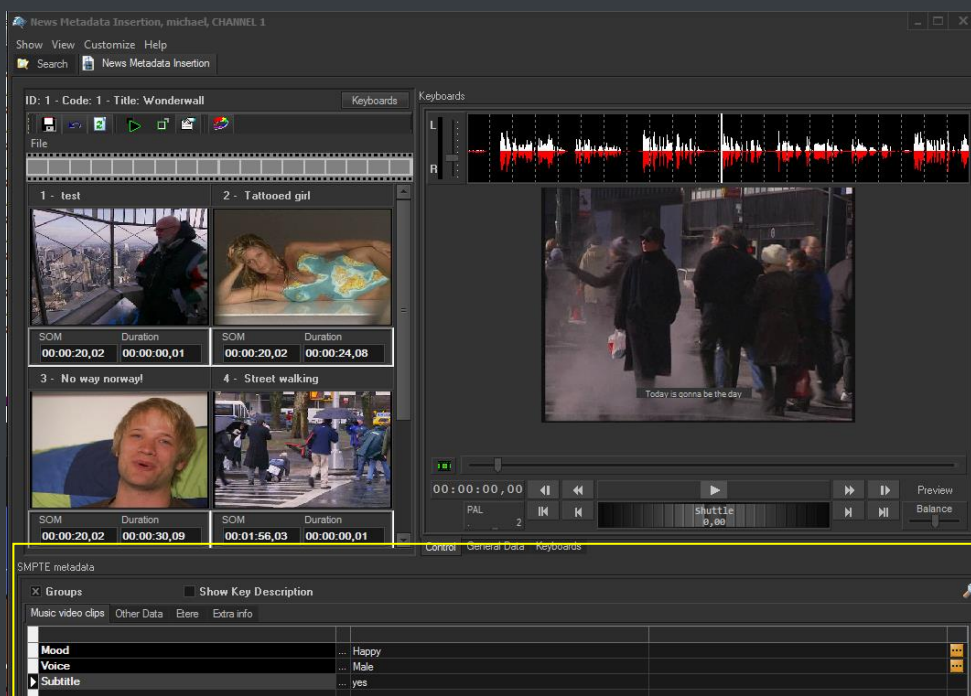 News Metadata Insertion, michael, CHANNEL 1
Show View Customize Help
Search News Metadata Insertion
ID: 1 - Code: 1 - Title: Wonderwall
Keyboards
Keyboards
File
L
R
1 - test
2 - Tattooed girl
SOM Duration
00:00:20,02 00:00:00,01
SOM Duration
00:00:20,02 00:00:24,08
3 - No way norway!
4 - Street walking
SOM Duration
00:00:20,02 00:00:30,09
SOM Duration
00:01:56,03 00:00:00,01
Today is gonna be the day
00:00:00,00
Preview
PAL
2
Shuttle
0,00
Balance
Control General Data Keyboards
SMPTE metadata
Groups Show Key Description
Music video clips Other Data Etere Extra info
Mood ... Happy ...
Voice ... Male ...
Subtitle ... yes